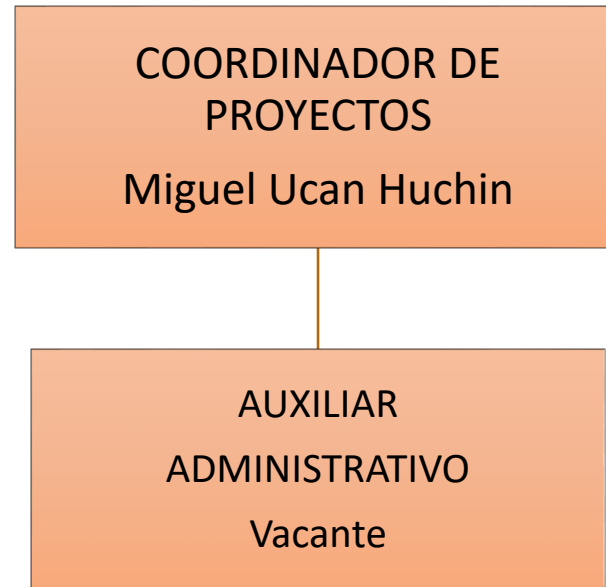 COORDINADOR DE
PROYECTOS
Miguel Ucan Huchin
AUXILIAR
ADMINISTRATIVO
Vacante